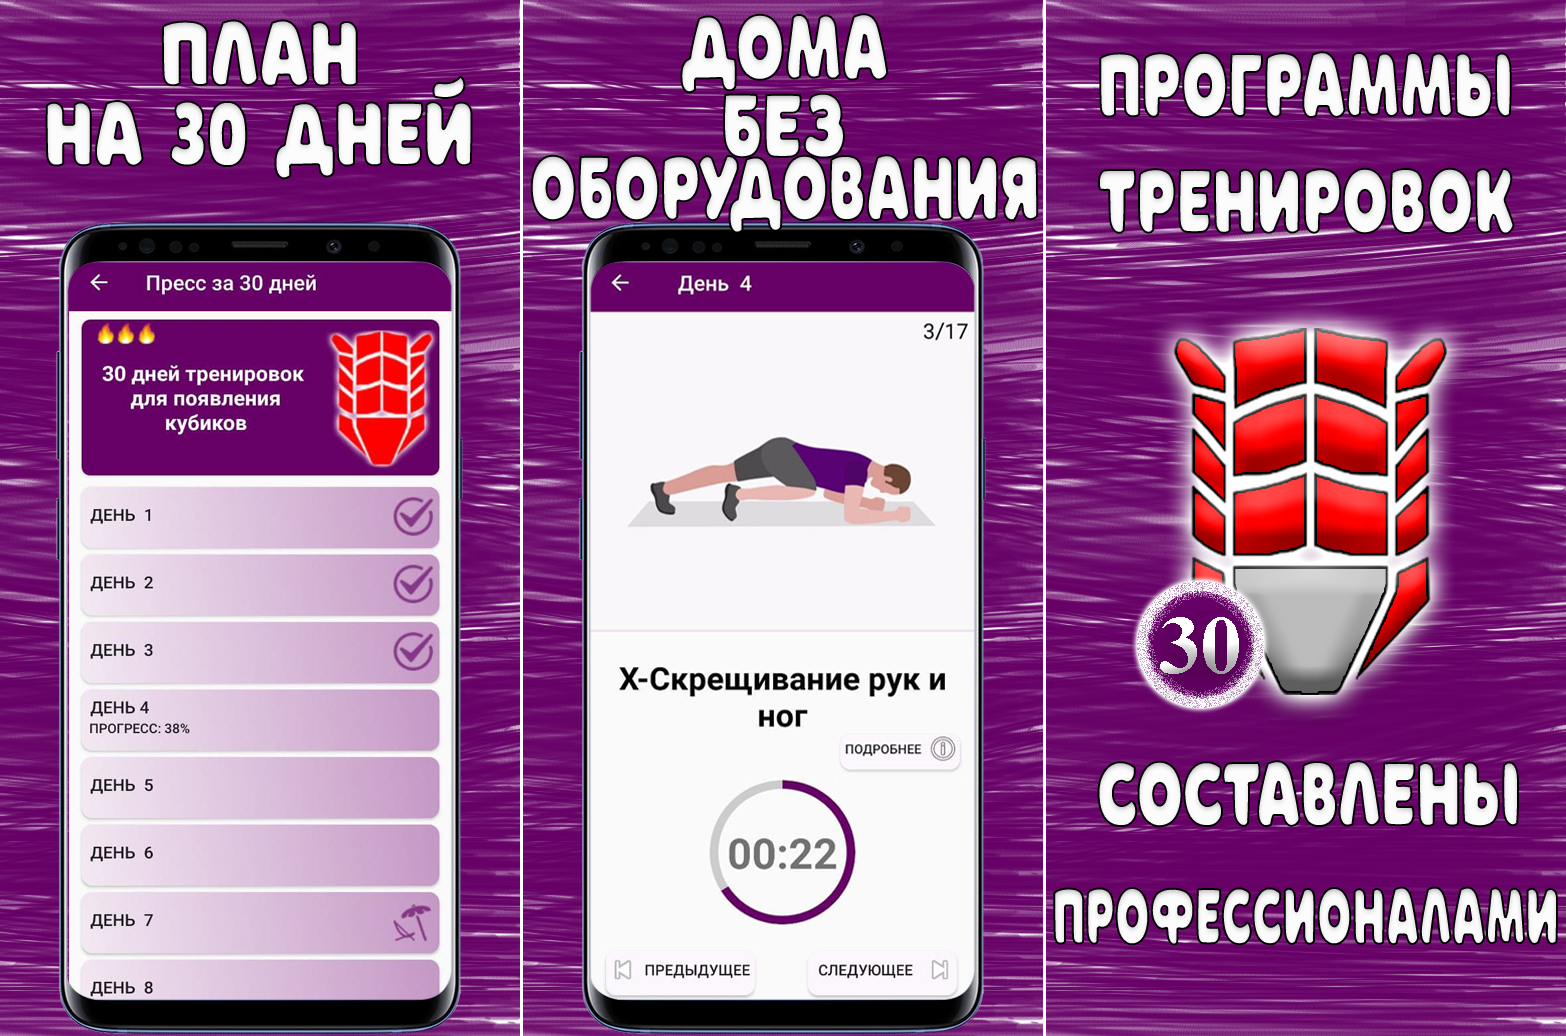 ПЛАН
НА 30 ДНЕЙ
Пресс за 30 дней
30 дней тренировок
для появления
кубиков
ДЕНЬ 1
ДЕНЬ 2
ДЕНЬ 3
ДЕНЬ 4
ПРОГРЕСС: 38%
ДЕНЬ 5
ДЕНЬ 6
ДЕНЬ 7
ДЕНЬ 8
ДОМА
БЕЗ
ОБОРУДОВАНИЯ
День 4
3/17
Х-Скрещивание рук и
ног
ПОДРОБНЕЕ
00:22
ПРЕДЫДУЩЕЕ
СЛЕДУЮЩЕЕ
ПРОГРАММЫ
ТРЕНИРОВОК
30
СОСТАВЛЕНЫ
ПРОФЕССИОНАЛАМИ